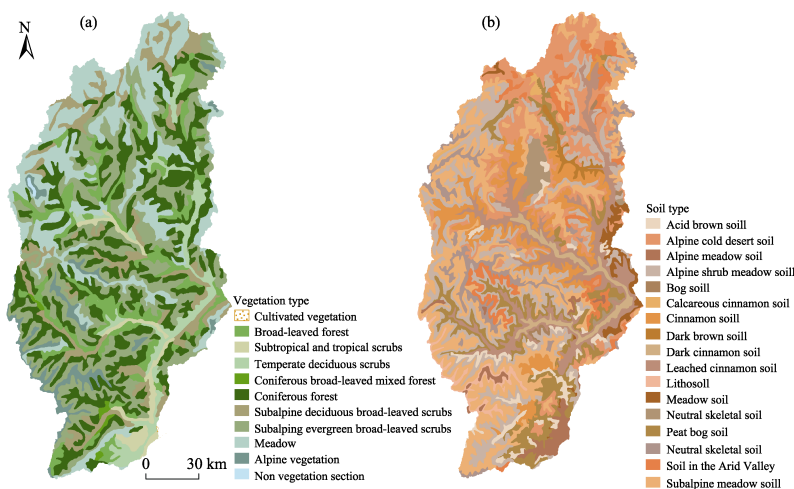 (a)
(b)
N
Vegetation type
Cultivated vegetation
Broad-leaved forest
Subtropical and tropical scrubs
Temperate deciduous scrubs
Coniferous broad-leaved mixed forest
Coniferous forest
Subalpine deciduous broad-leaved scrubs
Subalping evergreen broad-leaved scrubs
Meadow
Alpine vegetation
Non vegetation section
0 30 km
Soil type
Acid brown soill
Alpine cold desert soil
Alpine meadow soil
Alpine shrub meadow soill
Bog soill
Calcareous cinnamon soil
Cinnamon soill
Dark brown soill
Dark cinnamon soil
Leached cinnamon soil
Lithosoll
Meadow soil
Neutral skeletal soil
Peat bog soil
Neutral skeletal soil
Soil in the Arid Valley
Subalpine meadow soill